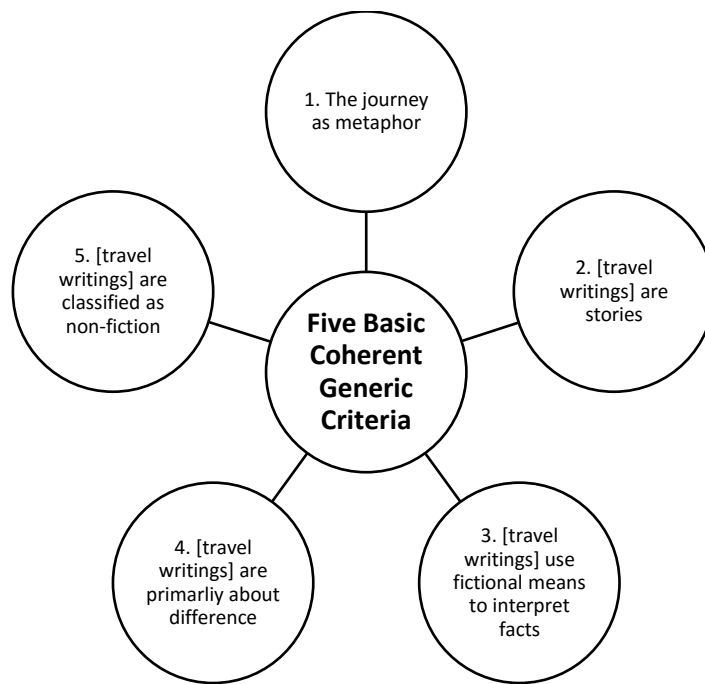 1. The journey
as metaphor
2. [travel
writings] are
stories
3. [travel
writings] use
fictional means
to interpret
facts
4. [travel
writings] are
primarliy about
difference
5. [travel
writings] are
classified as
non-fiction
Five Basic
Coherent
Generic
Criteria